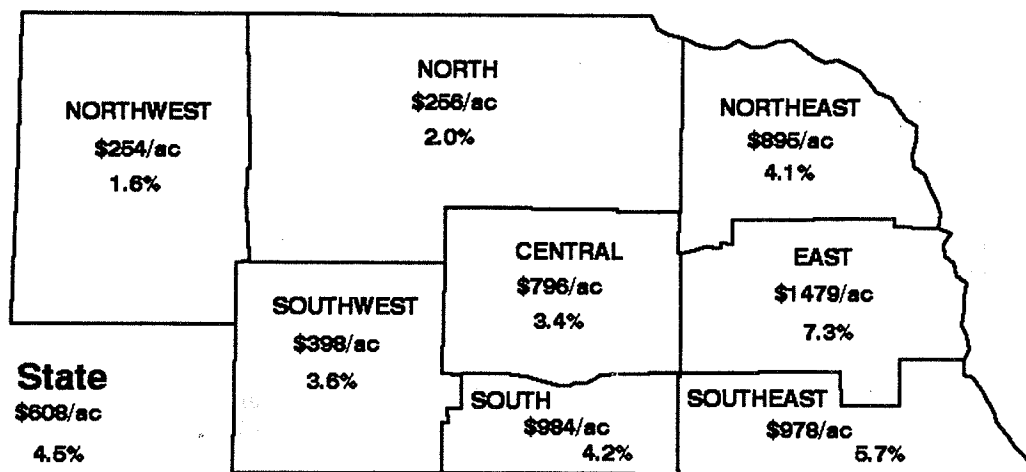 NORTHWEST
$254/ac
1.6%
NORTH
$256/ac
2.0%
NORTHEAST
$895/ac
4.1%
SOUTHWEST
$398/ac
3.6%
CENTRAL
$796/ac
3.4%
EAST
$1479/ac
7.3%
State
$608/ac
4.5%
SOUTH
$984/ac
4.2%
SOUTHEAST
$978/ac
5.7%